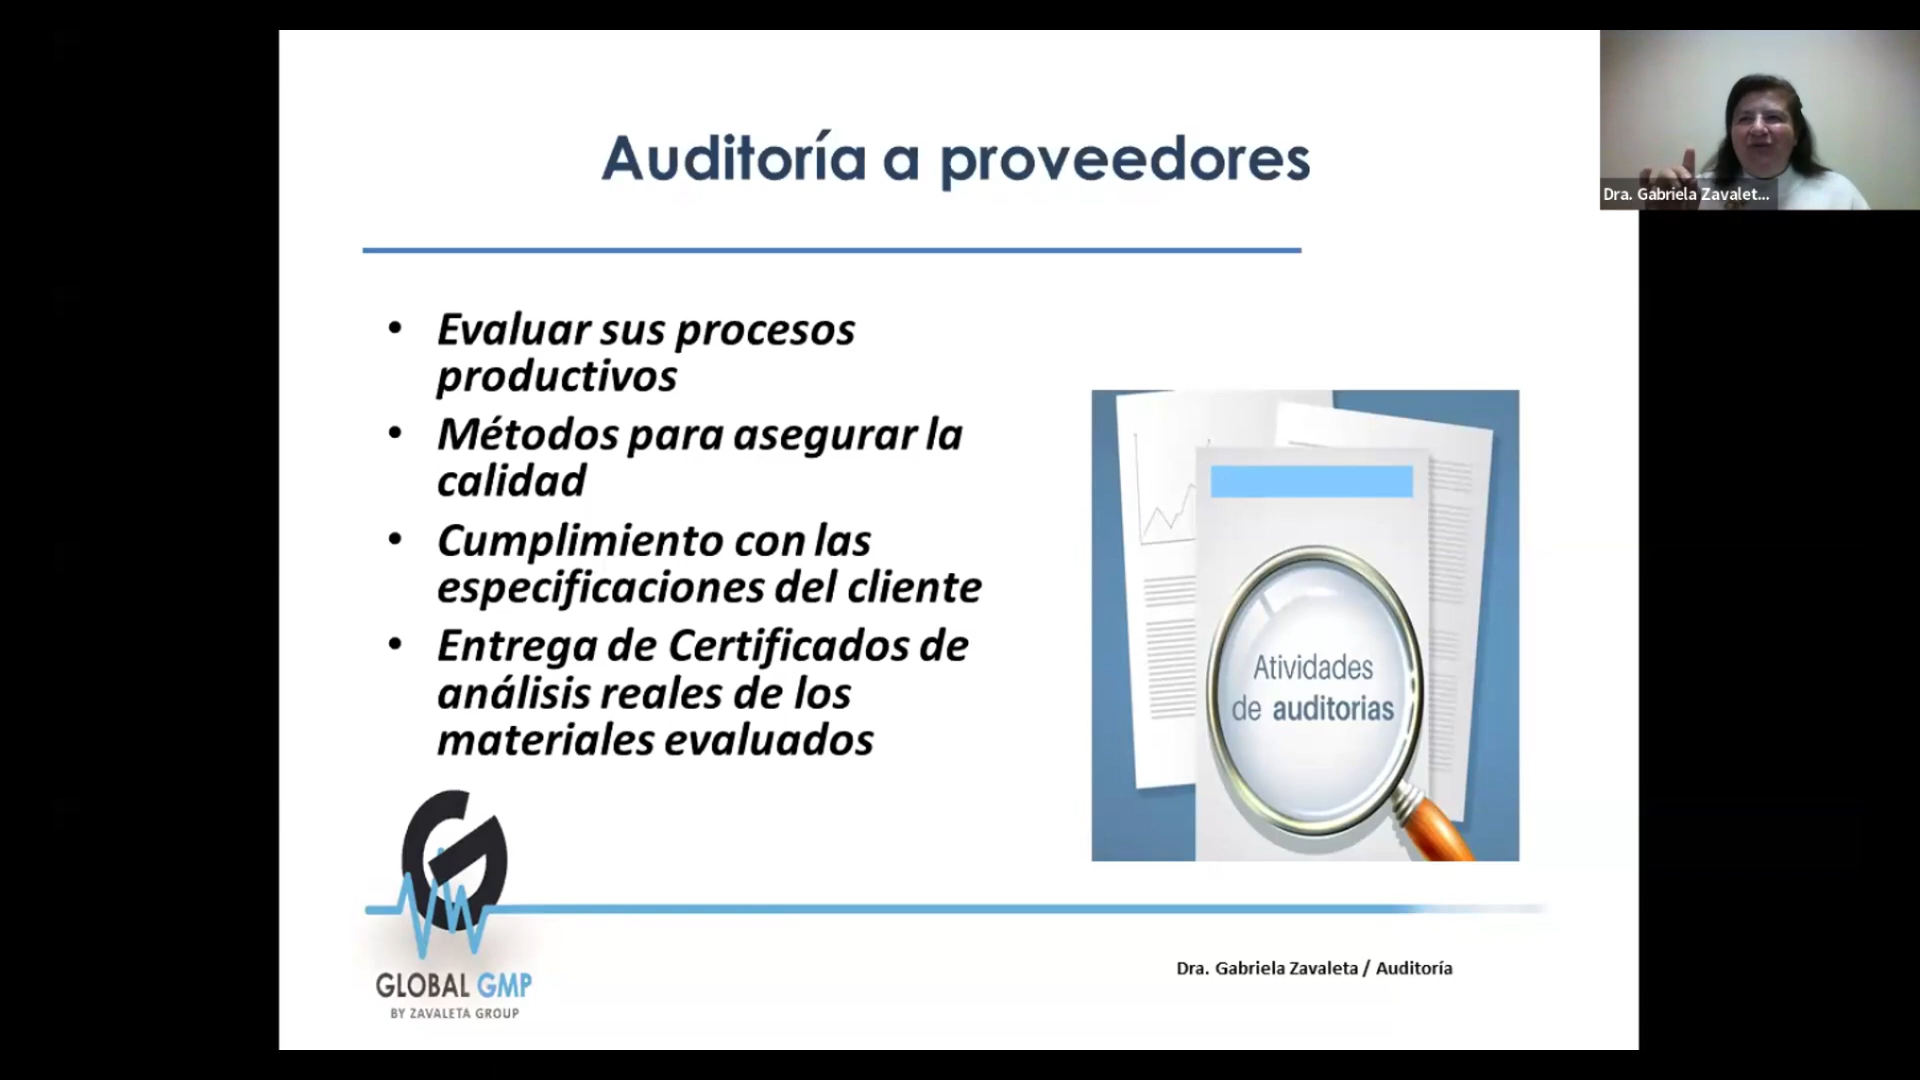 Auditoría a proveedores
Dra. Gabriela Zavalet...
• Evaluar sus procesos
productivos
• Métodos para asegurar la
calidad
• Cumplimiento con las
especificaciones del cliente
• Entrega de Certificados de
análisis reales de los
materiales evaluados
Atividades
de auditorias
GLOBAL GMP
BY ZAVALETA GROUP
Dra. Gabriela Zavaleta / Auditoría